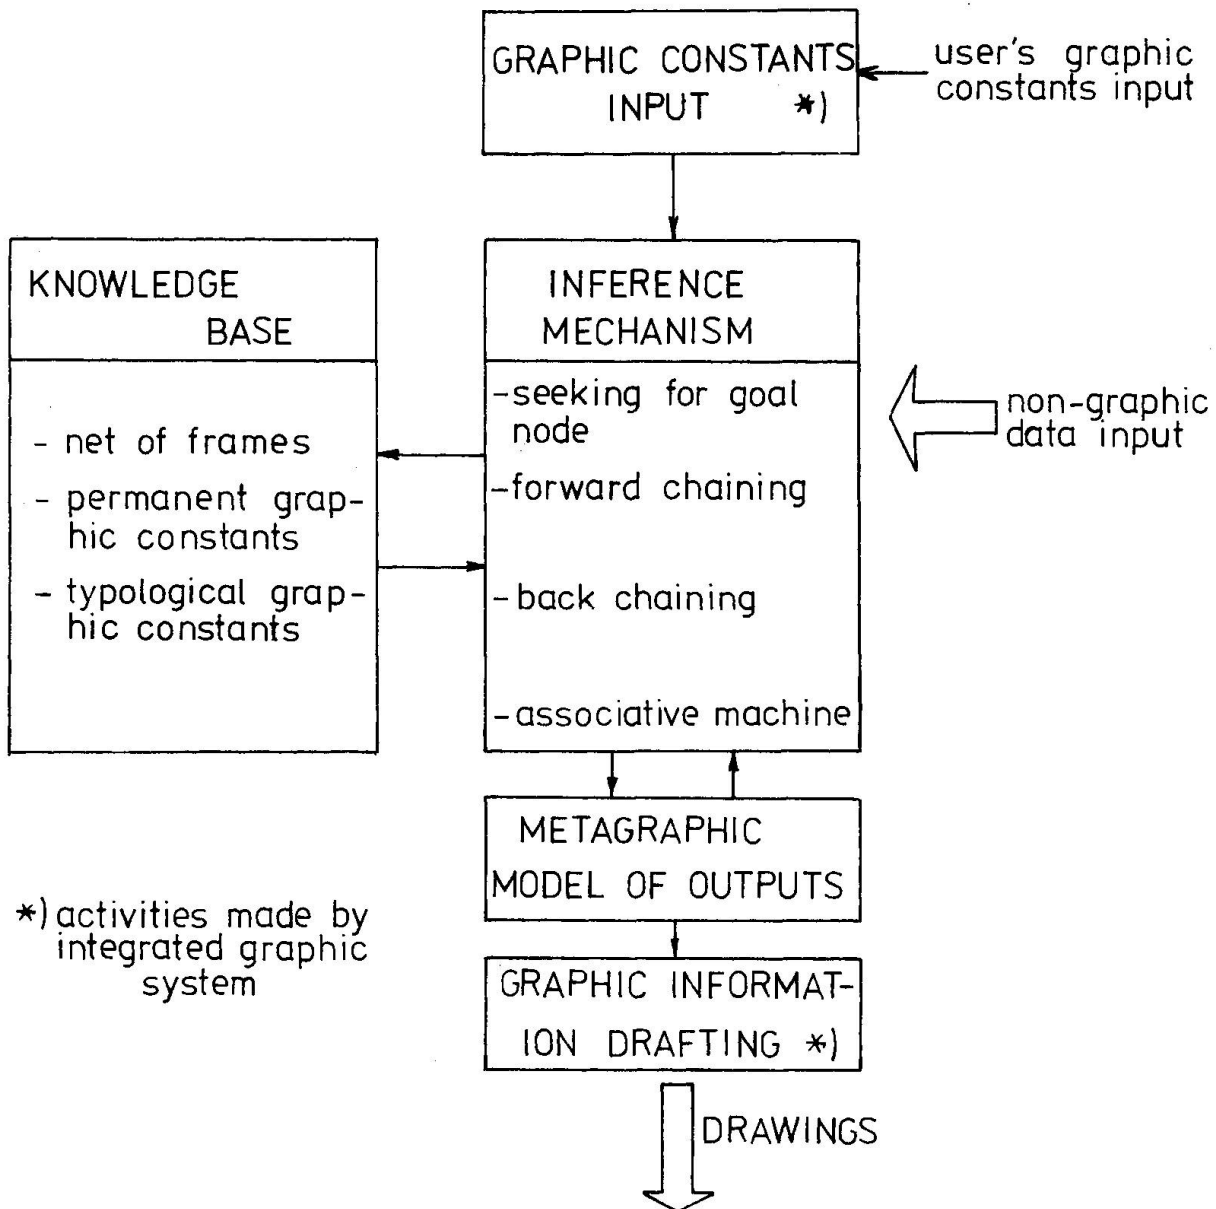 GRAPHIC CONSTANTS
INPUT *)
user's graphic
constants input
KNOWLEDGE
BASE
- net of frames
- permanent grap-
hic constants
- typological grap-
hic constants
INFERENCE
MECHANISM
-seeking for goal
node
-forward chaining
- back chaining
-associative machine
non-graphic
data input
METAGRAPHIC
MODEL OF OUTPUTS
*) activities made by
integrated graphic
system
GRAPHIC INFORMAT-
ION DRAFTING *)
DRAWINGS